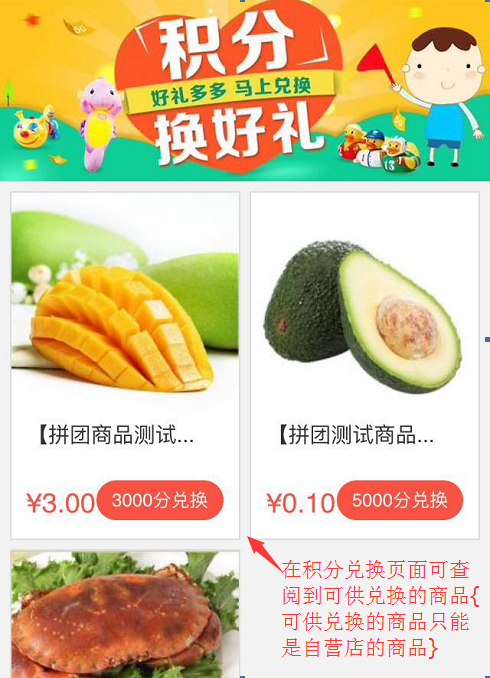 积分
好礼多多 马上兑换
换好礼
【拼团商品测试...
【拼团测试商品...
¥3.00 3000分兑换
¥0.10 5000分兑换
在积分兑换页面可查
阅到可供兑换的商品{
可供兑换的商品只能
是自营店的商品}